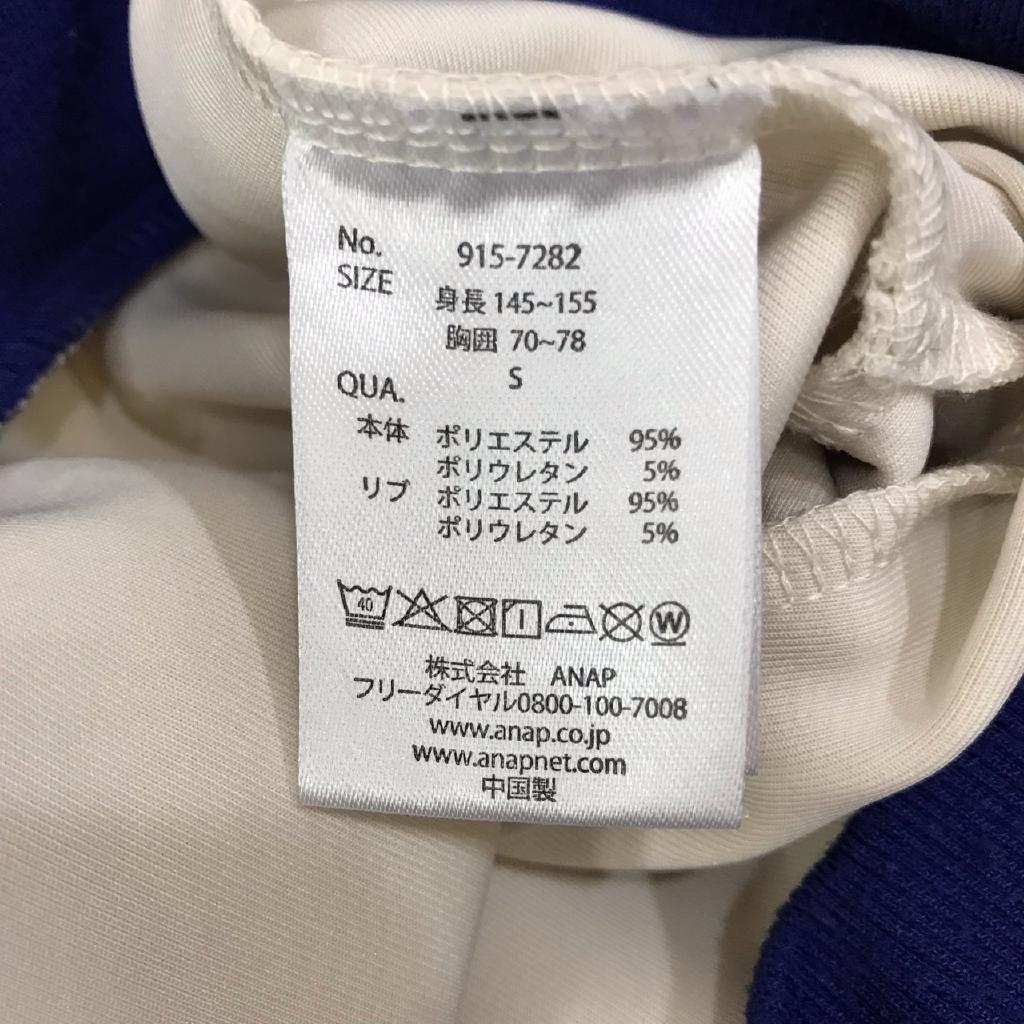 No. 915-7282
SIZE 身長 145~155
胸囲 70~78
S
QUA.
本体 ポリエステル 95%
ポリウレタン 5%
リブ ポリエステル 95%
ポリウレタン 5%
40
W
株式会社 ANAP
フリーダイヤル0800-100-7008
www.anap.co.jp
www.anapnet.com
中国製